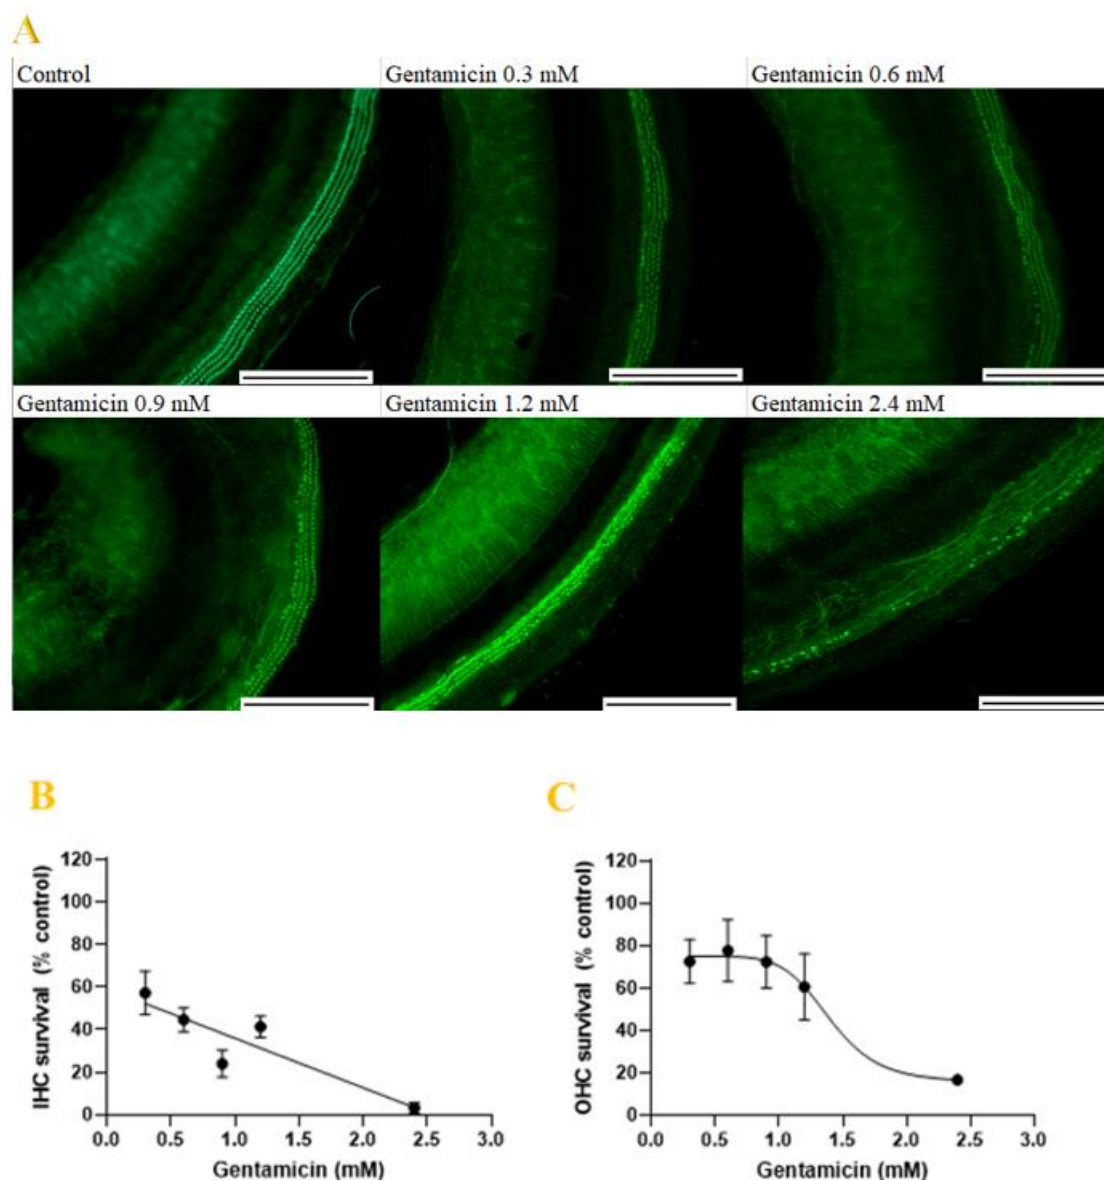 A
Control Gentamicin 0.3 mM Gentamicin 0.6 mM
Gentamicin 0.9 mM Gentamicin 1.2 mM Gentamicin 2.4 mM
B
IHC survival (% control)
120
100
80
60
40
20
0
0.0 0.5 1.0 1.5 2.0 2.5 3.0
Gentamicin (mM)
C
OHC survival (% control)
120
100
80
60
40
20
0
0.0 0.5 1.0 1.5 2.0 2.5 3.0
Gentamicin (mM)